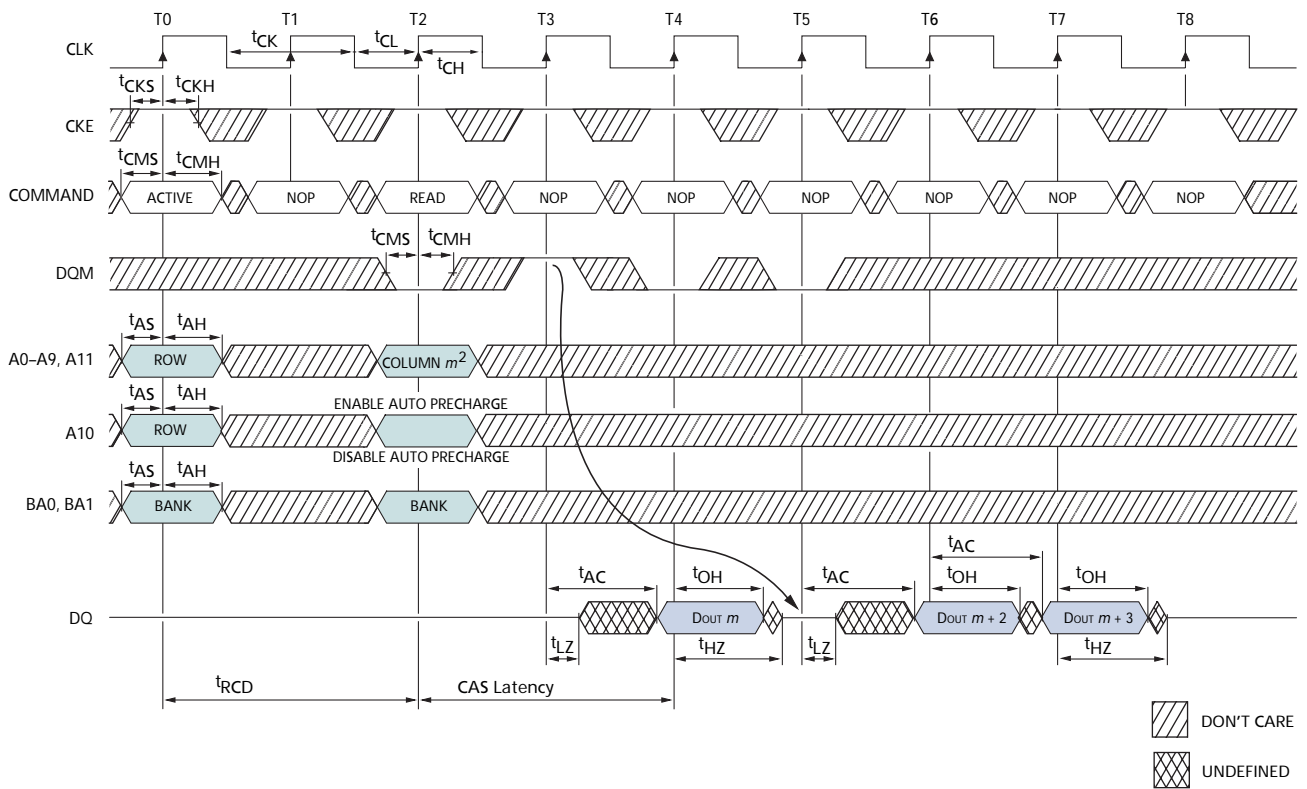 T0 T1 T2 T3 T4 T5 T6 T7 T8
CLK
tCK tCL tCH
tCKS tCKH
CKE
tCMS tCMH
COMMAND ACTIVE NOP READ NOP NOP NOP NOP NOP NOP
tCMS tCMH
DQM
tAS tAH
A0–A9, A11 ROW COLUMN m2
tAS tAH ENABLE AUTO PRECHARGE
A10 ROW
DISABLE AUTO PRECHARGE
tAS tAH
BA0, BA1 BANK BANK
tAC
tAC tOH tAC tOH tOH
DQ DOUT m DOUT m + 2 DOUT m + 3
tLZ tHZ tLZ tHZ
tRCD CAS Latency
DON'T CARE
UNDEFINED